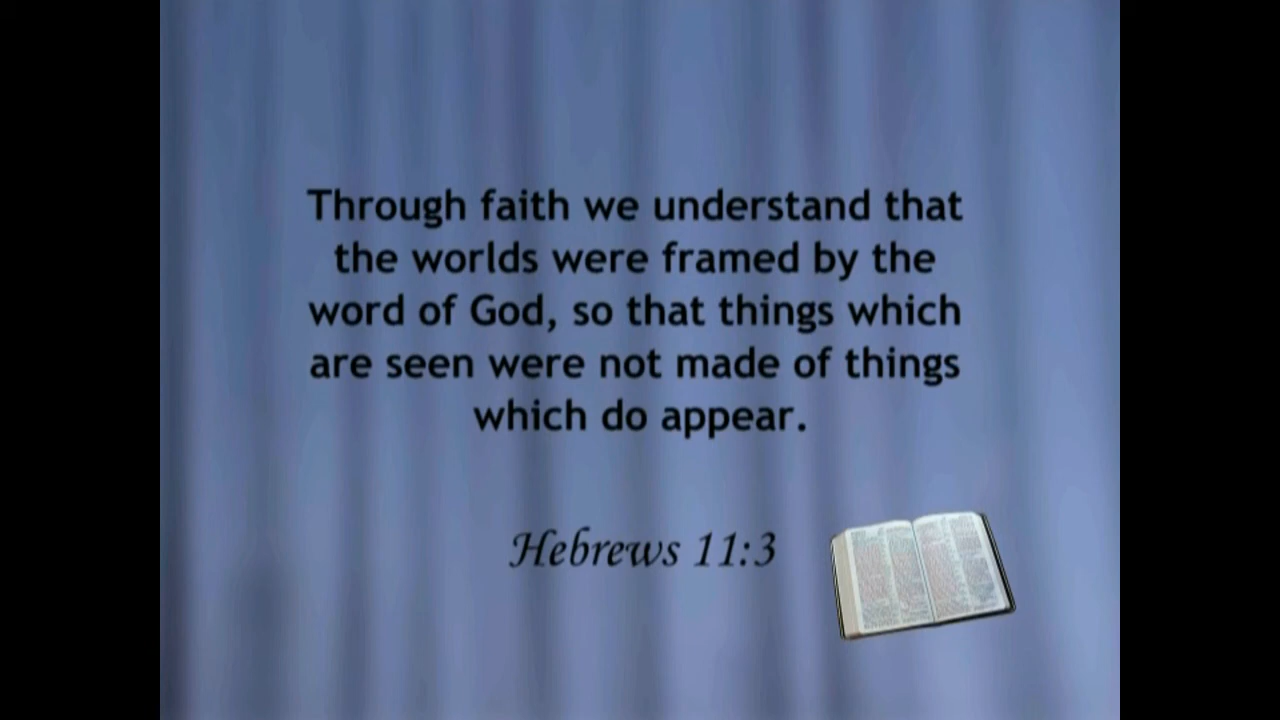 Through faith we understand that
the worlds were framed by the
word of God, so that things which
are seen were not made of things
which do appear.
Hebrews 11:3